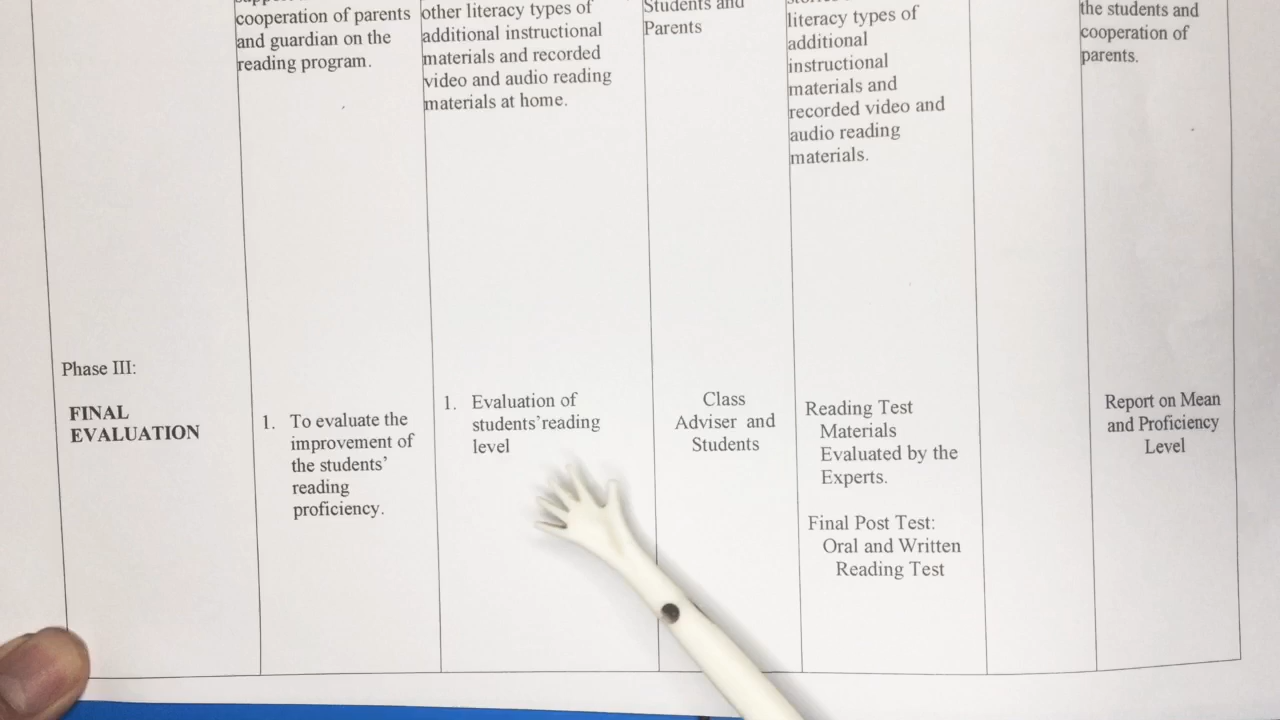 cooperation of parents
and guardian on the
reading program.
other literacy types of
additional instructional
materials and recorded
video and audio reading
materials at home.
Students and
Parents
literacy types of
additional
instructional
materials and
recorded video and
audio reading
materials.
the students and
cooperation of
parents.
Phase III:
FINAL
EVALUATION
1. To evaluate the
improvement of
the students’
reading
proficiency.
1. Evaluation of
students’reading
level
Class
Adviser and
Students
Reading Test
Materials
Evaluated by the
Experts.
Final Post Test:
Oral and Written
Reading Test
Report on Mean
and Proficiency
Level